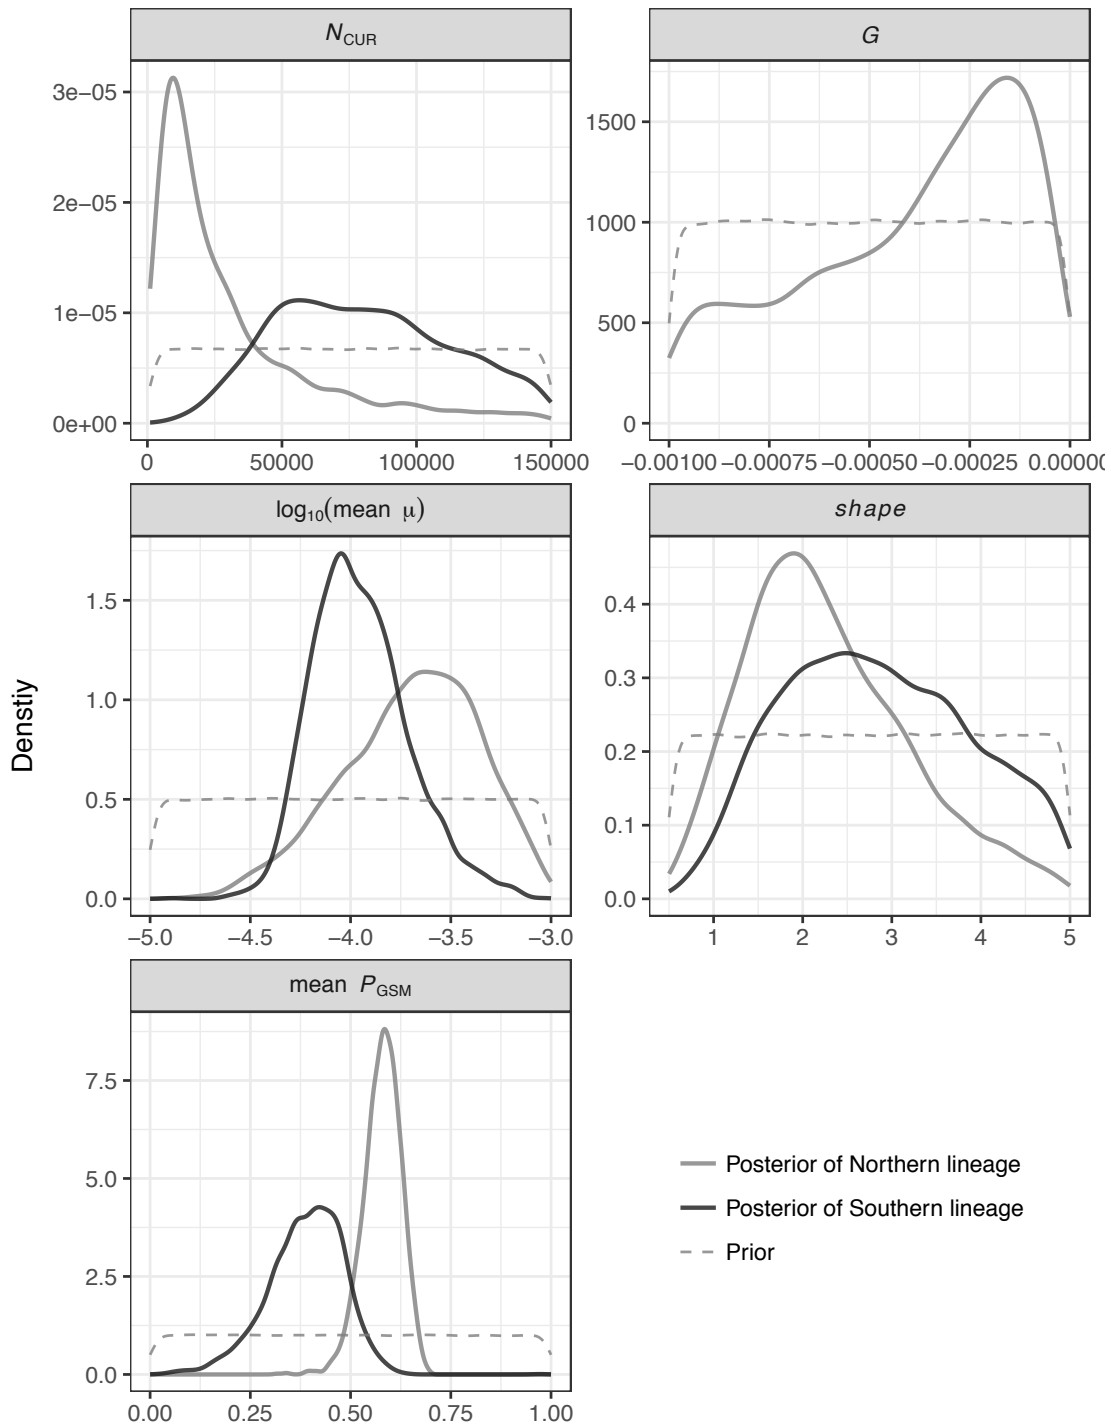 N_CUR
G
3e−05
2e−05
1e−05
0e+00
0 50000 100000 150000
1500
1000
500
0
−0.00100 −0.00075 −0.00050 −0.00025 0.0000
log10(mean μ)
shape
1.5
1.0
0.5
0.0
−5.0 −4.5 −4.0 −3.5 −3.0
0.4
0.3
0.2
0.1
0.0
1 2 3 4 5
Denstiy
mean P_GSM
7.5
5.0
2.5
0.0
0.00 0.25 0.50 0.75 1.00
Posterior of Northern lineage
Posterior of Southern lineage
Prior